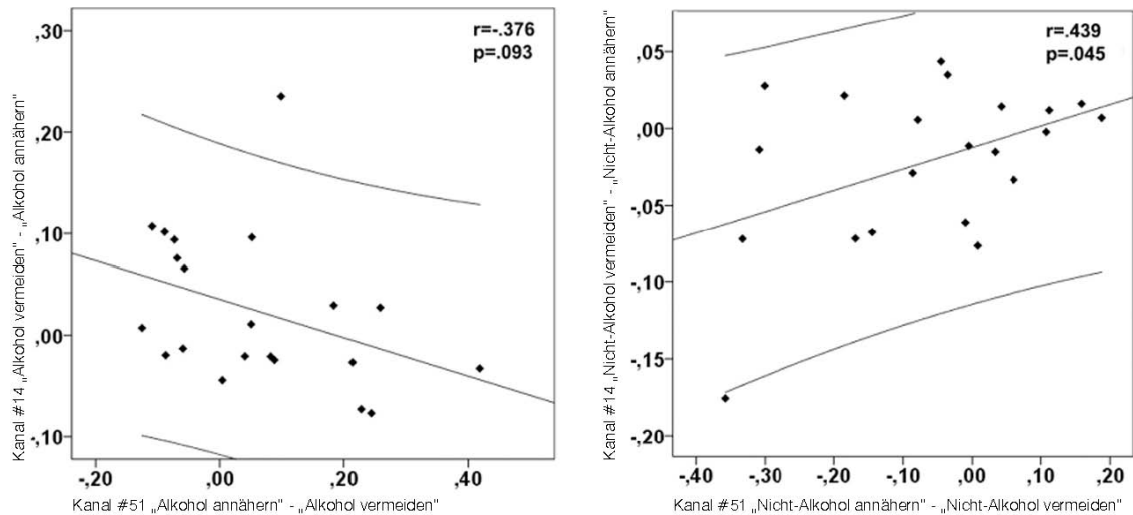 r=-.376
p=.093
,30
,20
,10
,00
-,10
-,20 ,00 ,20 ,40
Kanal #14 „Alkohol vermeiden" - „Alkohol annähern"
Kanal #51 „Alkohol annähern" - „Alkohol vermeiden"
r=.439
p=.045
,05
,00
-,05
-,10
-,15
-,20
-,40 -,30 -,20 -,10 ,00 ,10 ,20
Kanal #14 „Nicht-Alkohol vermeiden" - „Nicht-Alkohol annähern"
Kanal #51 „Nicht-Alkohol annähern" - „Nicht-Alkohol vermeiden"